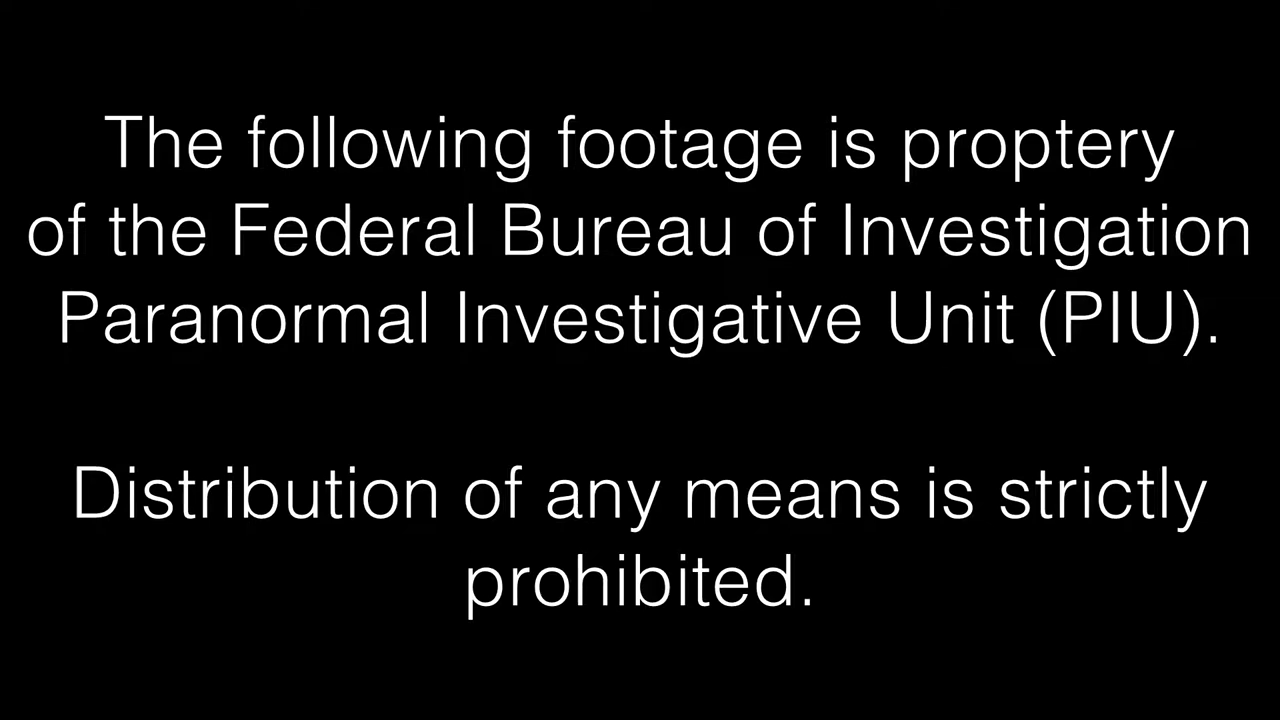 The following footage is proptery
of the Federal Bureau of Investigation
Paranormal Investigative Unit (PIU).
Distribution of any means is strictly
prohibited.